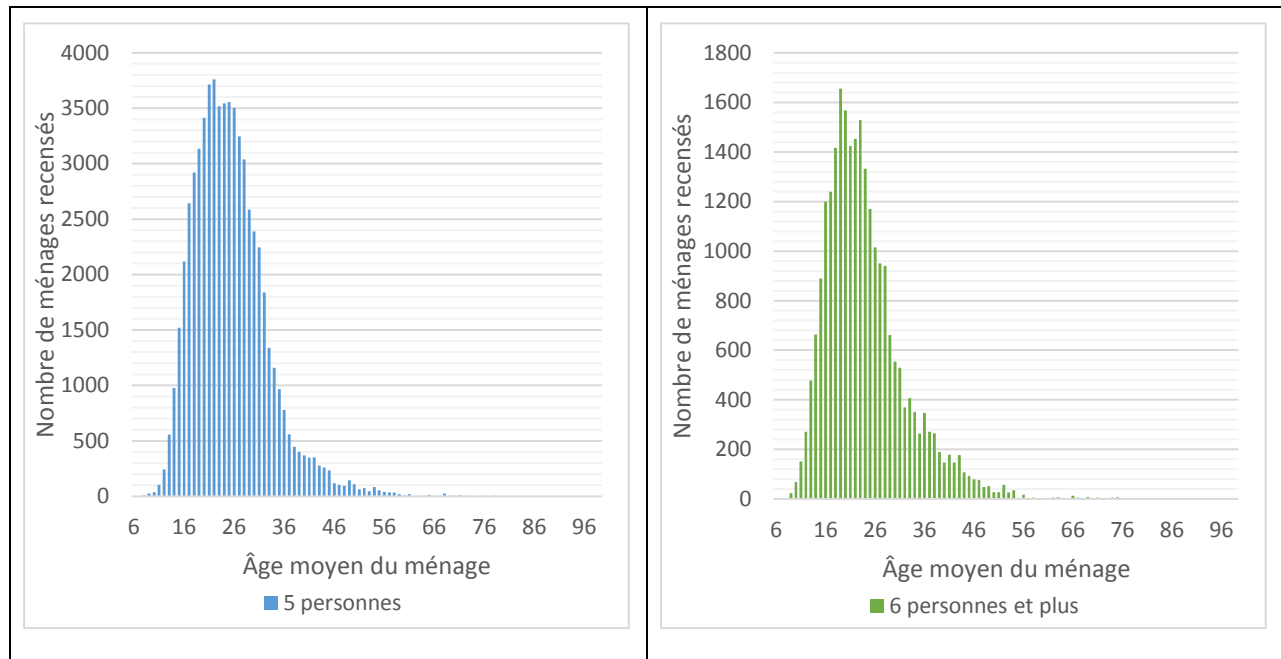 Nombre de ménages recensés
4000
3500
3000
2500
2000
1500
1000
500
0
6 16 26 36 46 56 66 76 86 96
Âge moyen du ménage
5 personnes
Nombre de ménages recensés
1800
1600
1400
1200
1000
800
600
400
200
0
6 16 26 36 46 56 66 76 86 96
Âge moyen du ménage
6 personnes et plus